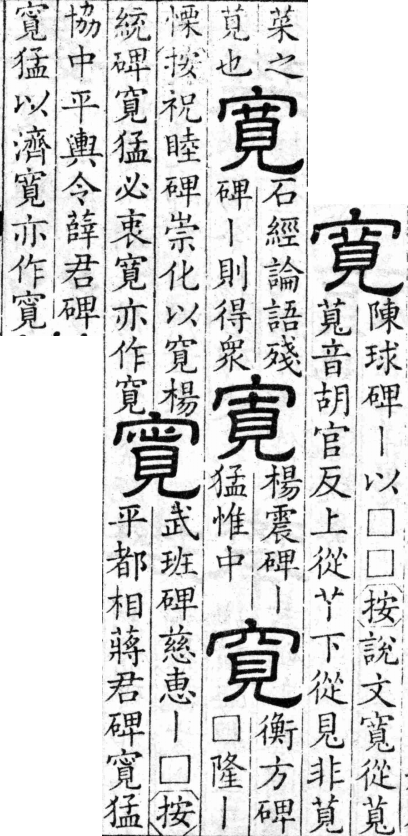 寬
陳球碑丨以□□按說文寬從萈
萈音胡官反上從艹下從見非莧
菜之
莧也
寬
石經論語殘
碑丨則得眾
寬
楊震碑丨
猛惟中
寬
衡方碑
□隆丨
慄按祝睦碑崇化以寬楊
統碑寬猛必衷寬亦作寬
寬
武班碑慈惠丨□按
平都相蔣君碑寬猛
協中平輿令薛君碑
寬猛以濟寬亦作寬